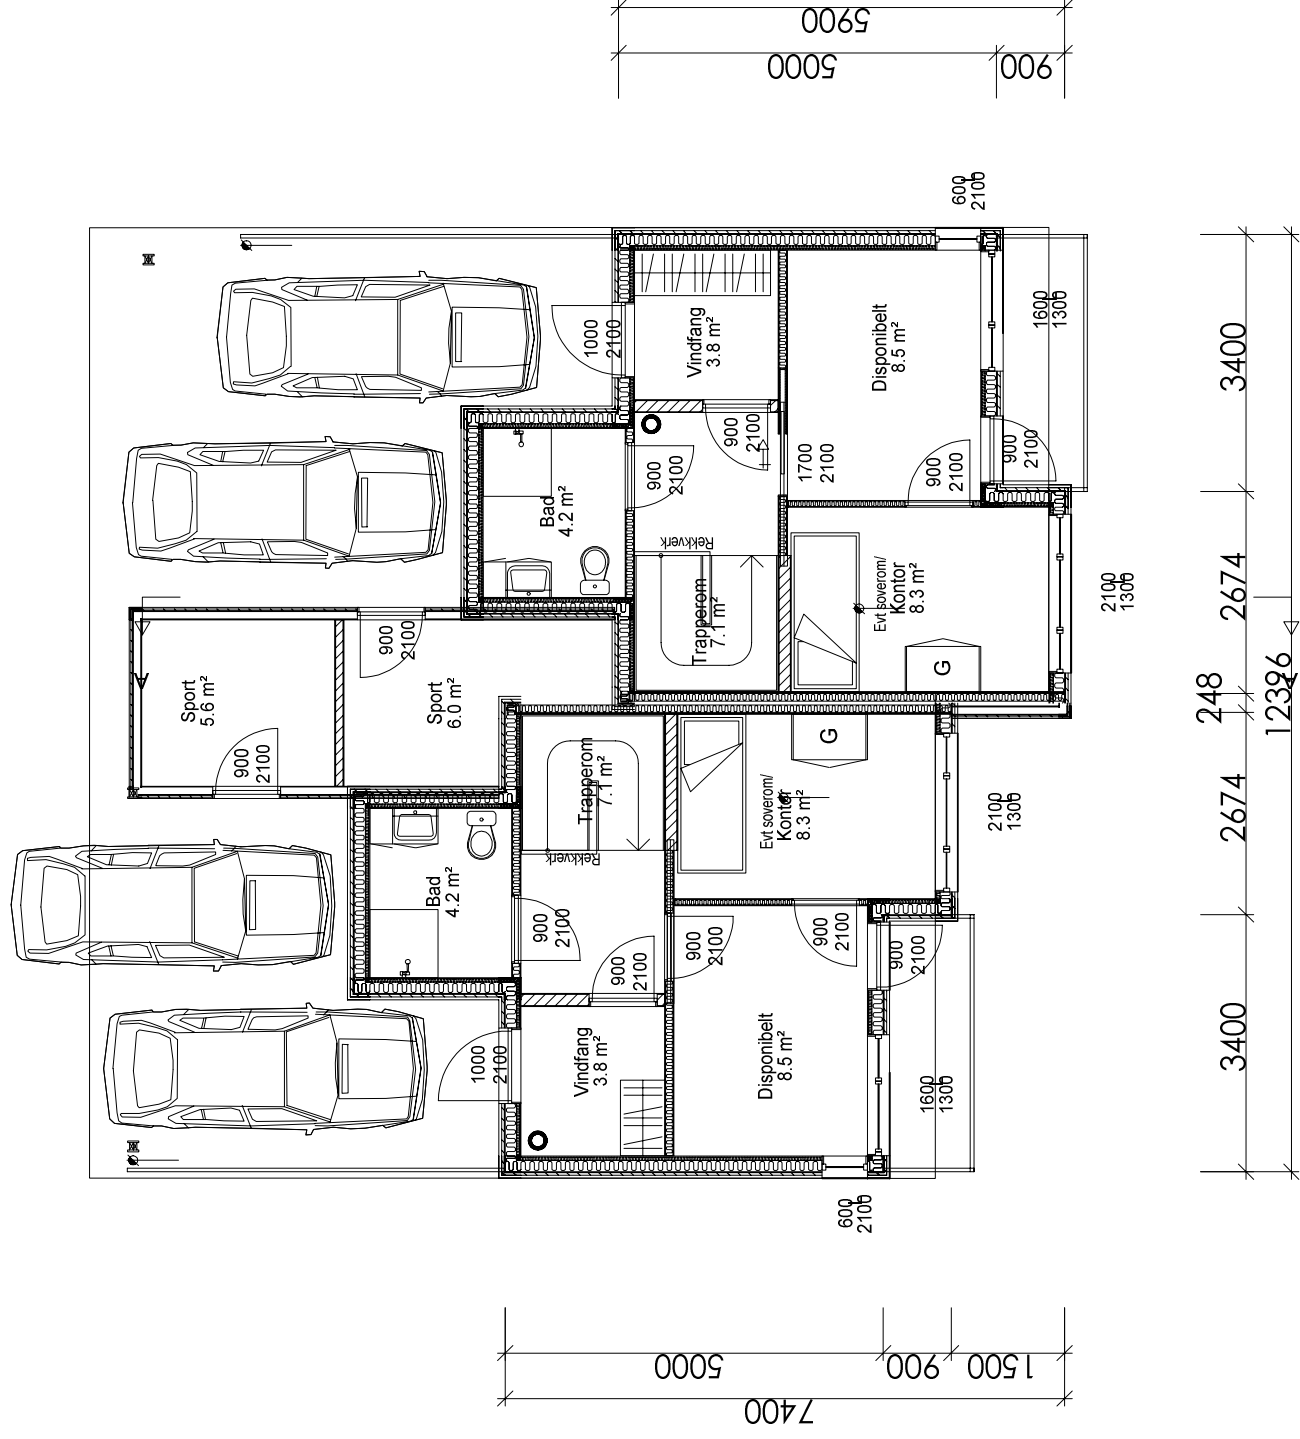 5900
5000
900
600
2100
1000
2100
Vindfang
3.8 m²
Disponibelt
8.5 m²
1600
1300
3400
900
2100
900
2100
1700
2100
900
2100
900
2100
Bad
4.2 m²
Rekkverk
Trapperom
7.1 m²
Evt soverom/
Kontor
8.3 m²
G
2100
1300
2674
900
2100
Sport
5.6 m²
Sport
6.0 m²
900
2100
A
248
12396
A
Trapperom
7.1 m²
Rekkverk
G
Evt soverom/
Kontor
8.3 m²
2100
1300
2674
Bad
4.2 m²
900
2100
900
2100
900
2100
900
2100
900
2100
1000
2100
Vindfang
3.8 m²
Disponibelt
8.5 m²
1600
1300
3400
600
2100
5000
900
1500
7400